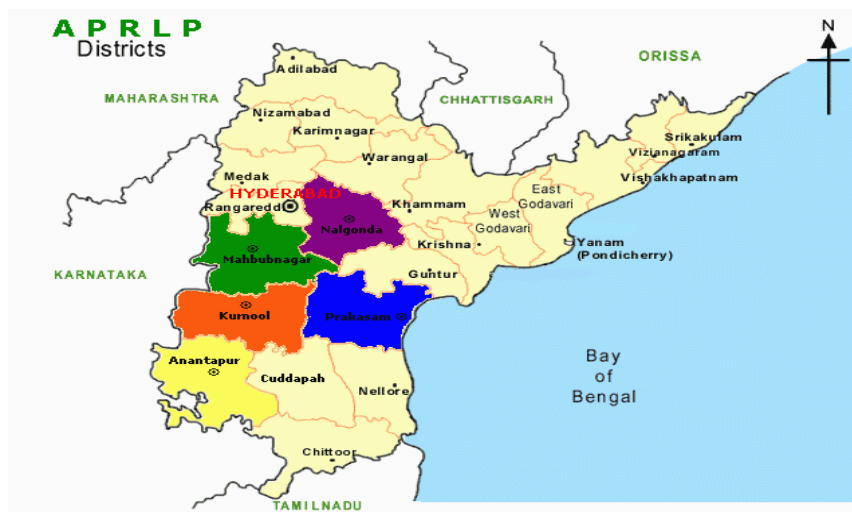 A P R L P
Districts
N
ORISSA
Adilabad
MAHARASHTRA
CHHATTISGARH
Nizamabad
Karimnagar
Srikakulam
Vizianagaram
Warangal
Medak
Vishakhapatnam
HYDERABAD
Rangareddi
East
Godavari
Khammam
West
Godavari
Nalgonda
Krishna
Yanam
(Pondicherry)
Mahbubnagar
KARNATAKA
Guntur
Kurnool
Prakasam
Anantapur
Bay
of
Bengal
Cuddapah
Nellore
Chittoor
TAMILNADU